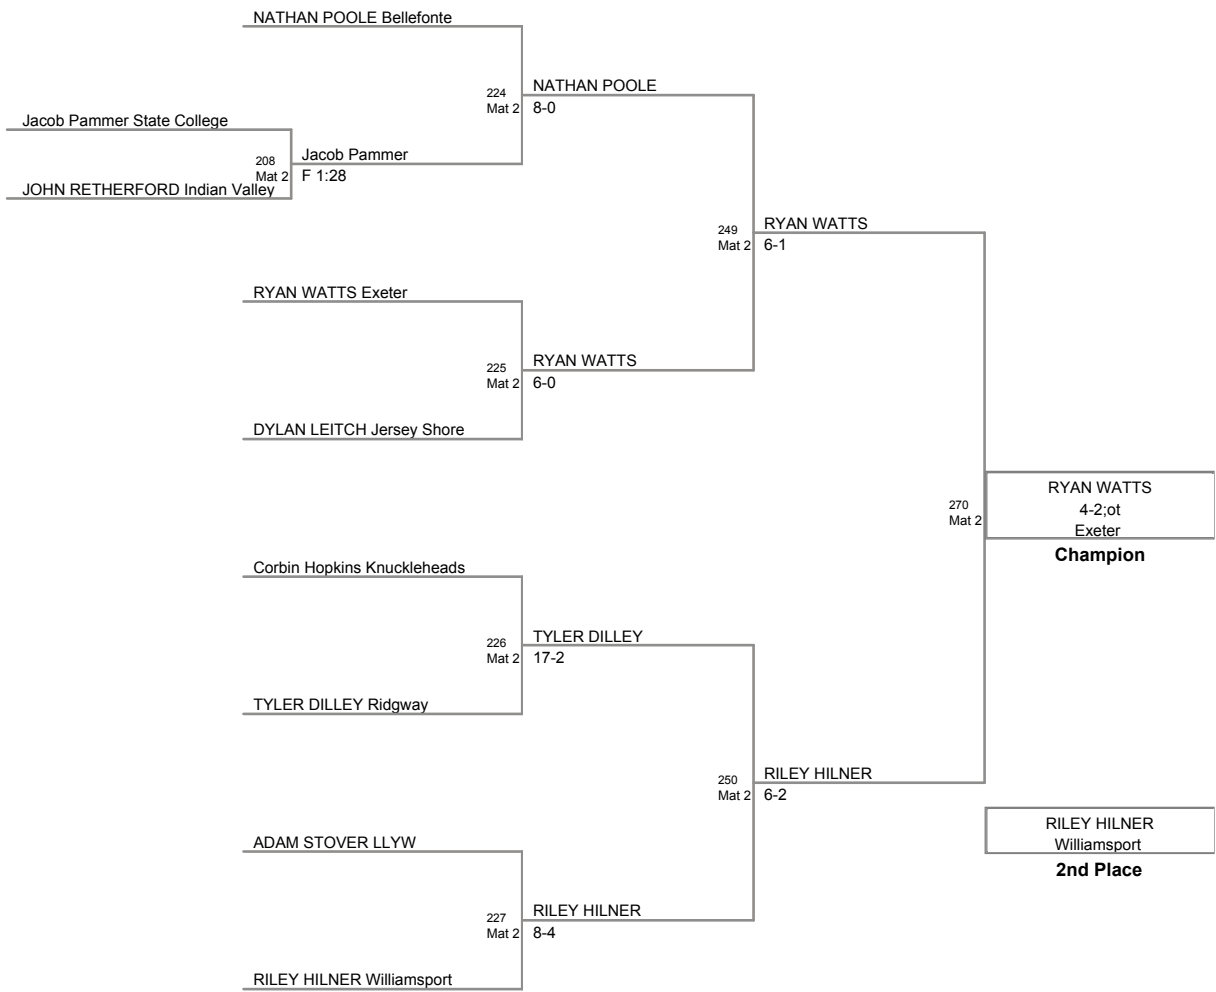 NATHAN POOLE Bellefonte
224
Mat 2
NATHAN POOLE
8-0
Jacob Pammer State College
208
Mat 2
Jacob Pammer
F 1:28
JOHN RETHERFORD Indian Valley
249
Mat 2
RYAN WATTS
6-1
RYAN WATTS Exeter
225
Mat 2
RYAN WATTS
6-0
DYLAN LEITCH Jersey Shore
270
Mat 2
RYAN WATTS
4-2;ot
Exeter
Champion
Corbin Hopkins Knuckleheads
226
Mat 2
TYLER DILLEY
17-2
TYLER DILLEY Ridgway
250
Mat 2
RILEY HILNER
6-2
RILEY HILNER
Williamsport
2nd Place
ADAM STOVER LLYW
227
Mat 2
RILEY HILNER
8-4
RILEY HILNER Williamsport